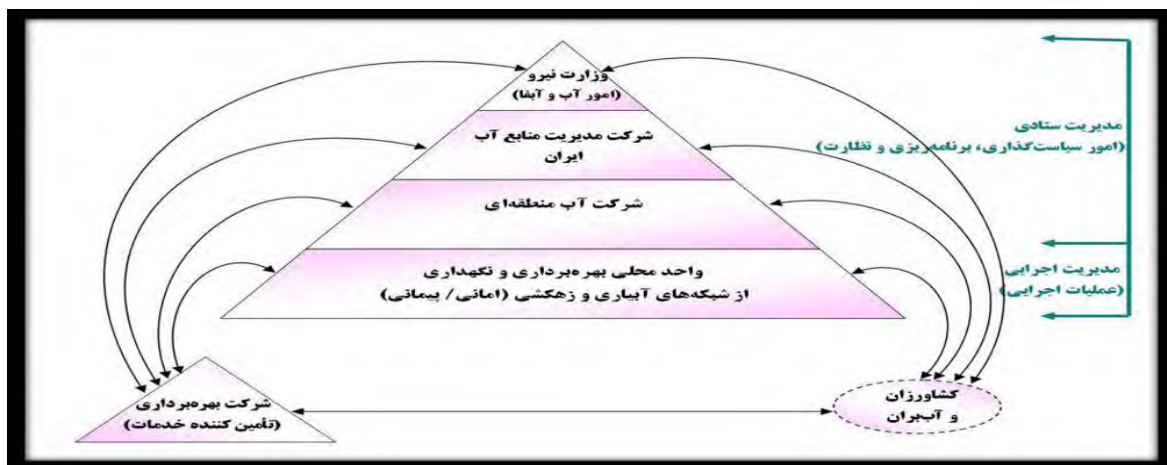 وزارت نیرو
(امور آب و آبفا)
شرکت مدیریت منابع آب
ایران
شرکت آب منطقه‌ای
واحد محلی بهره‌برداری و نگهداری
از شبکه‌های آبیاری و زهکشی (امانی/ پیمانی)
مدیریت ستادی
(امور سیاست‌گذاری، برنامه‌ریزی و نظارت)
مدیریت اجرایی
(عملیات اجرایی)
کشاورزان
و آب‌بران
شرکت بهره‌برداری
(تأمین کننده خدمات)